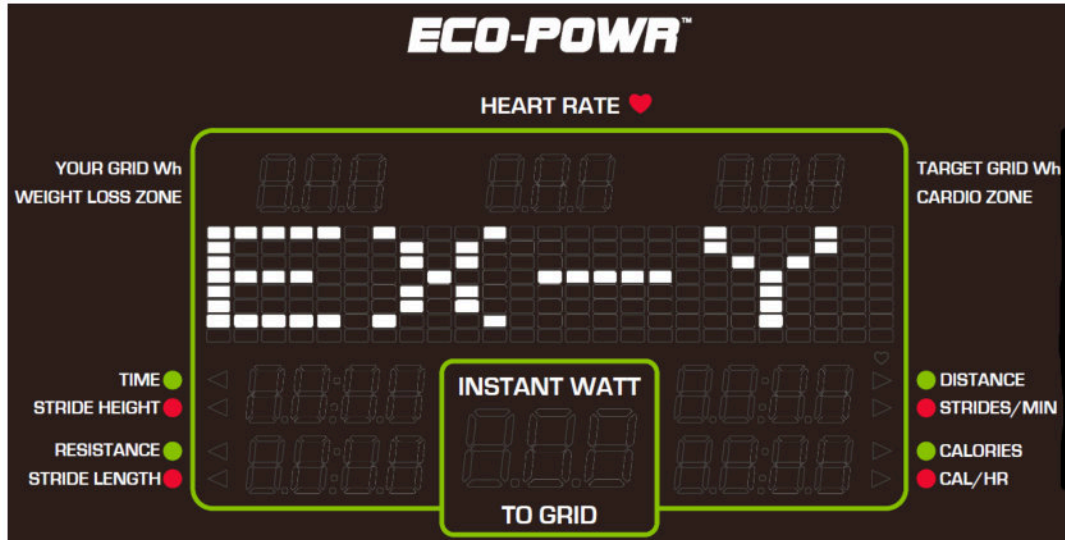 ECO-POWR™
HEART RATE
YOUR GRID Wh
WEIGHT LOSS ZONE
TARGET GRID Wh
CARDIO ZONE
EX-Y
TIME
STRIDE HEIGHT
RESISTANCE
STRIDE LENGTH
INSTANT WATT
TO GRID
DISTANCE
STRIDES/MIN
CALORIES
CAL/HR